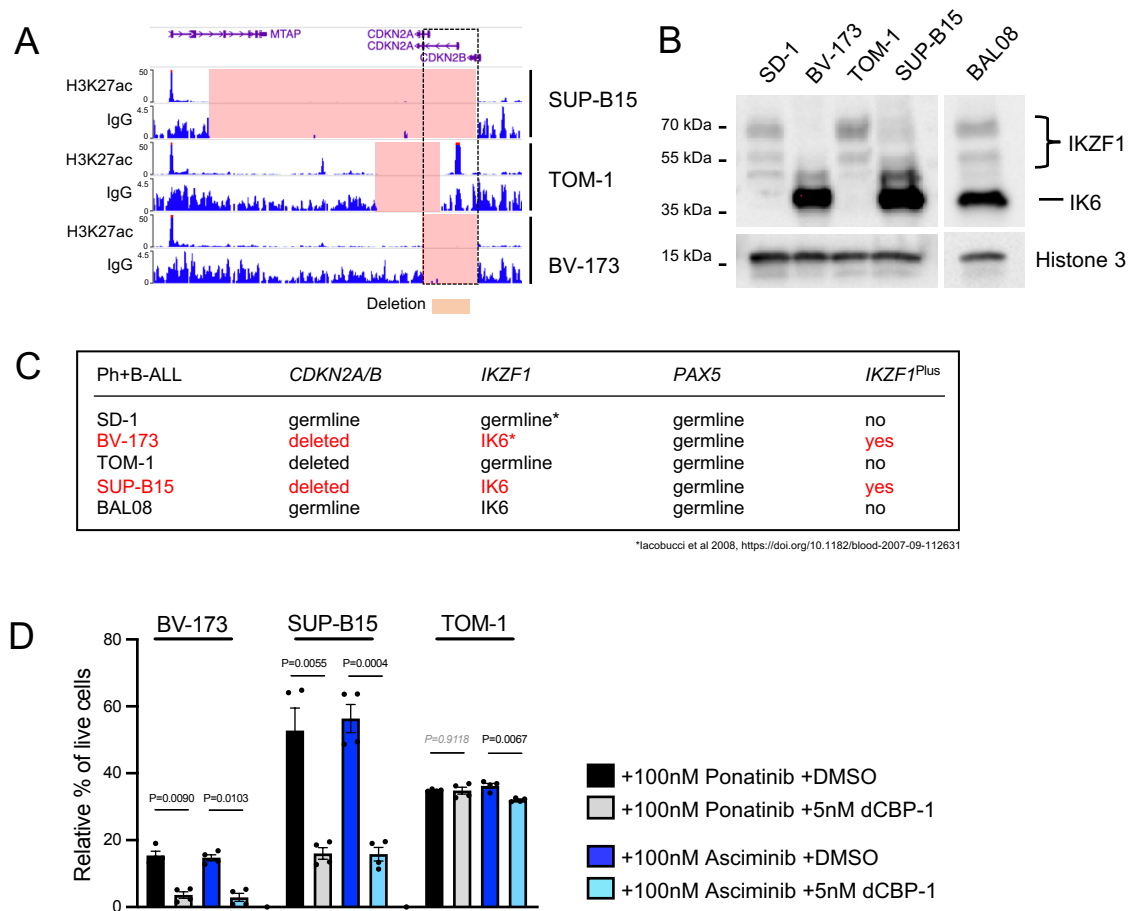 A
MTAP
CDKN2A
CDKN2A
CDKN2B
H3K27ac
50
0
IgG
4.5
0
SUP-B15
H3K27ac
50
0
IgG
4.5
0
TOM-1
H3K27ac
50
0
IgG
4.5
0
BV-173
Deletion
B
SD-1
BV-173
TOM-1
SUP-B15
BAL08
70 kDa
55 kDa
35 kDa
15 kDa
IKZF1
IK6
Histone 3
C
Ph+B-ALL CDKN2A/B IKZF1 PAX5 IKZF1Plus
SD-1 germline germline* germline no
BV-173 deleted IK6* germline yes
TOM-1 deleted germline germline no
SUP-B15 deleted IK6 germline yes
BAL08 germline IK6 germline no
*Iacobucci et al 2008, https://doi.org/10.1182/blood-2007-09-112631
D
BV-173 SUP-B15 TOM-1
Relative % of live cells
80
60
40
20
0
P=0.0090
P=0.0103
P=0.0055
P=0.0004
P=0.9118
P=0.0067
+100nM Ponatinib +DMSO
+100nM Ponatinib +5nM dCBP-1
+100nM Asciminib +DMSO
+100nM Asciminib +5nM dCBP-1